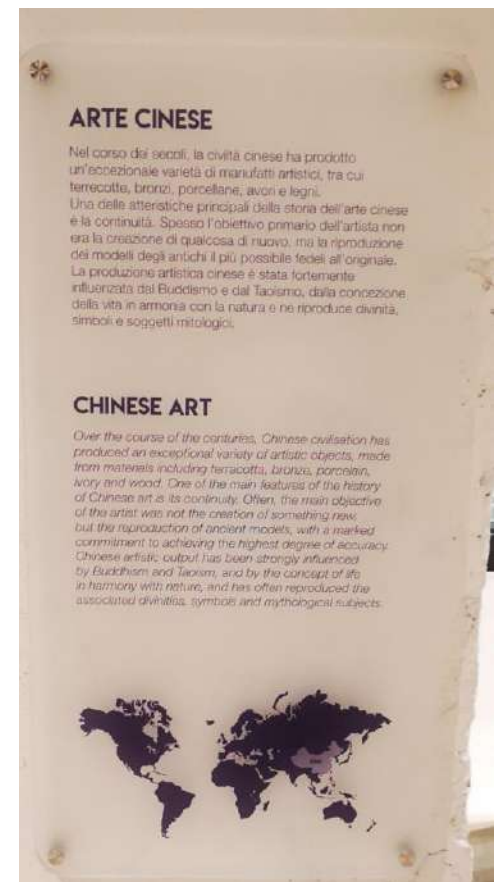 ARTE CINESE
Nel corso dei secoli, la civiltà cinese ha prodotto
un'eccezionale varietà di manufatti artistici, tra cui
terrecotte, bronzi, porcellane, avori e legni.
Una delle atteristiche principali della storia dell'arte cinese
è la continuità. Spesso l'obiettivo primario dell'artista non
era la creazione di qualcosa di nuovo, ma la riproduzione
dei modelli degli antichi il più possibile fedeli all'originale.
La produzione artistica cinese è stata fortemente
influenzata dal Buddismo e dal Taoismo, dalla concezione
della vita in armonia con la natura e ne riproduce divinità,
simboli e soggetti mitologici.
CHINESE ART
Over the course of the centuries, Chinese civilisation has
produced an exceptional variety of artistic objects, made
from materials including terracotta, bronze, porcelain,
ivory and wood. One of the main features of the history
of Chinese art is its continuity. Often, the main objective
of the artist was not the creation of something new,
but the reproduction of ancient models, with a marked
commitment to achieving the highest degree of accuracy.
Chinese artistic output has been strongly influenced
by Buddhism and Taoism, and by the concept of life
in harmony with nature, and has often reproduced the
associated divinities, symbols and mythological subjects.